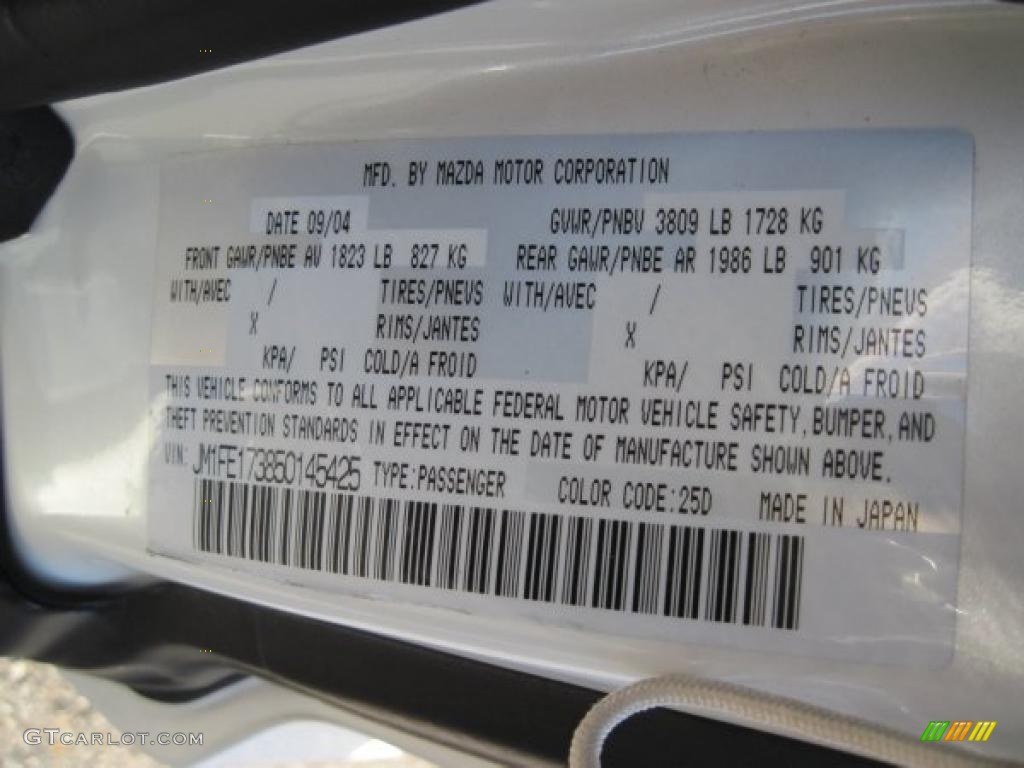 MFD. BY MAZDA MOTOR CORPORATION
DATE 09/04 GVWR/PNBV 3809 LB 1728 KG
FRONT GAWR/PNBE AV 1823 LB 827 KG REAR GAWR/PNBE AR 1986 LB 901 KG
WITH/AVEC / TIRES/PNEUS WITH/AVEC / TIRES/PNEUS
X RIMS/JANTES X RIMS/JANTES
KPA/ PSI COLD/A FROID KPA/ PSI COLD/A FROID
THIS VEHICLE CONFORMS TO ALL APPLICABLE FEDERAL MOTOR VEHICLE SAFETY, BUMPER, AND
THEFT PREVENTION STANDARDS IN EFFECT ON THE DATE OF MANUFACTURE SHOWN ABOVE.
VIN: JM1FE173850145425 TYPE:PASSENGER COLOR CODE:25D MADE IN JAPAN
GTCARLOT.COM